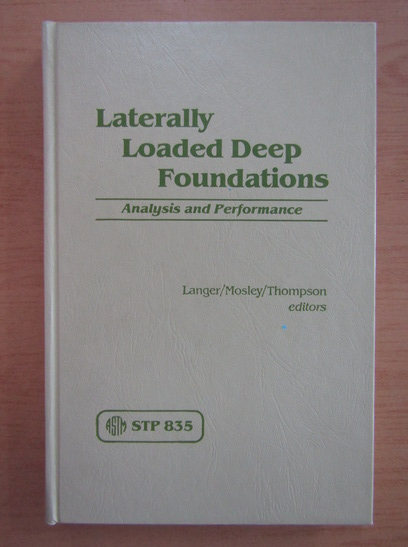 Laterally
Loaded Deep
Foundations
Analysis and Performance
Langer/Mosley/Thompson
editors
ASTM STP 835